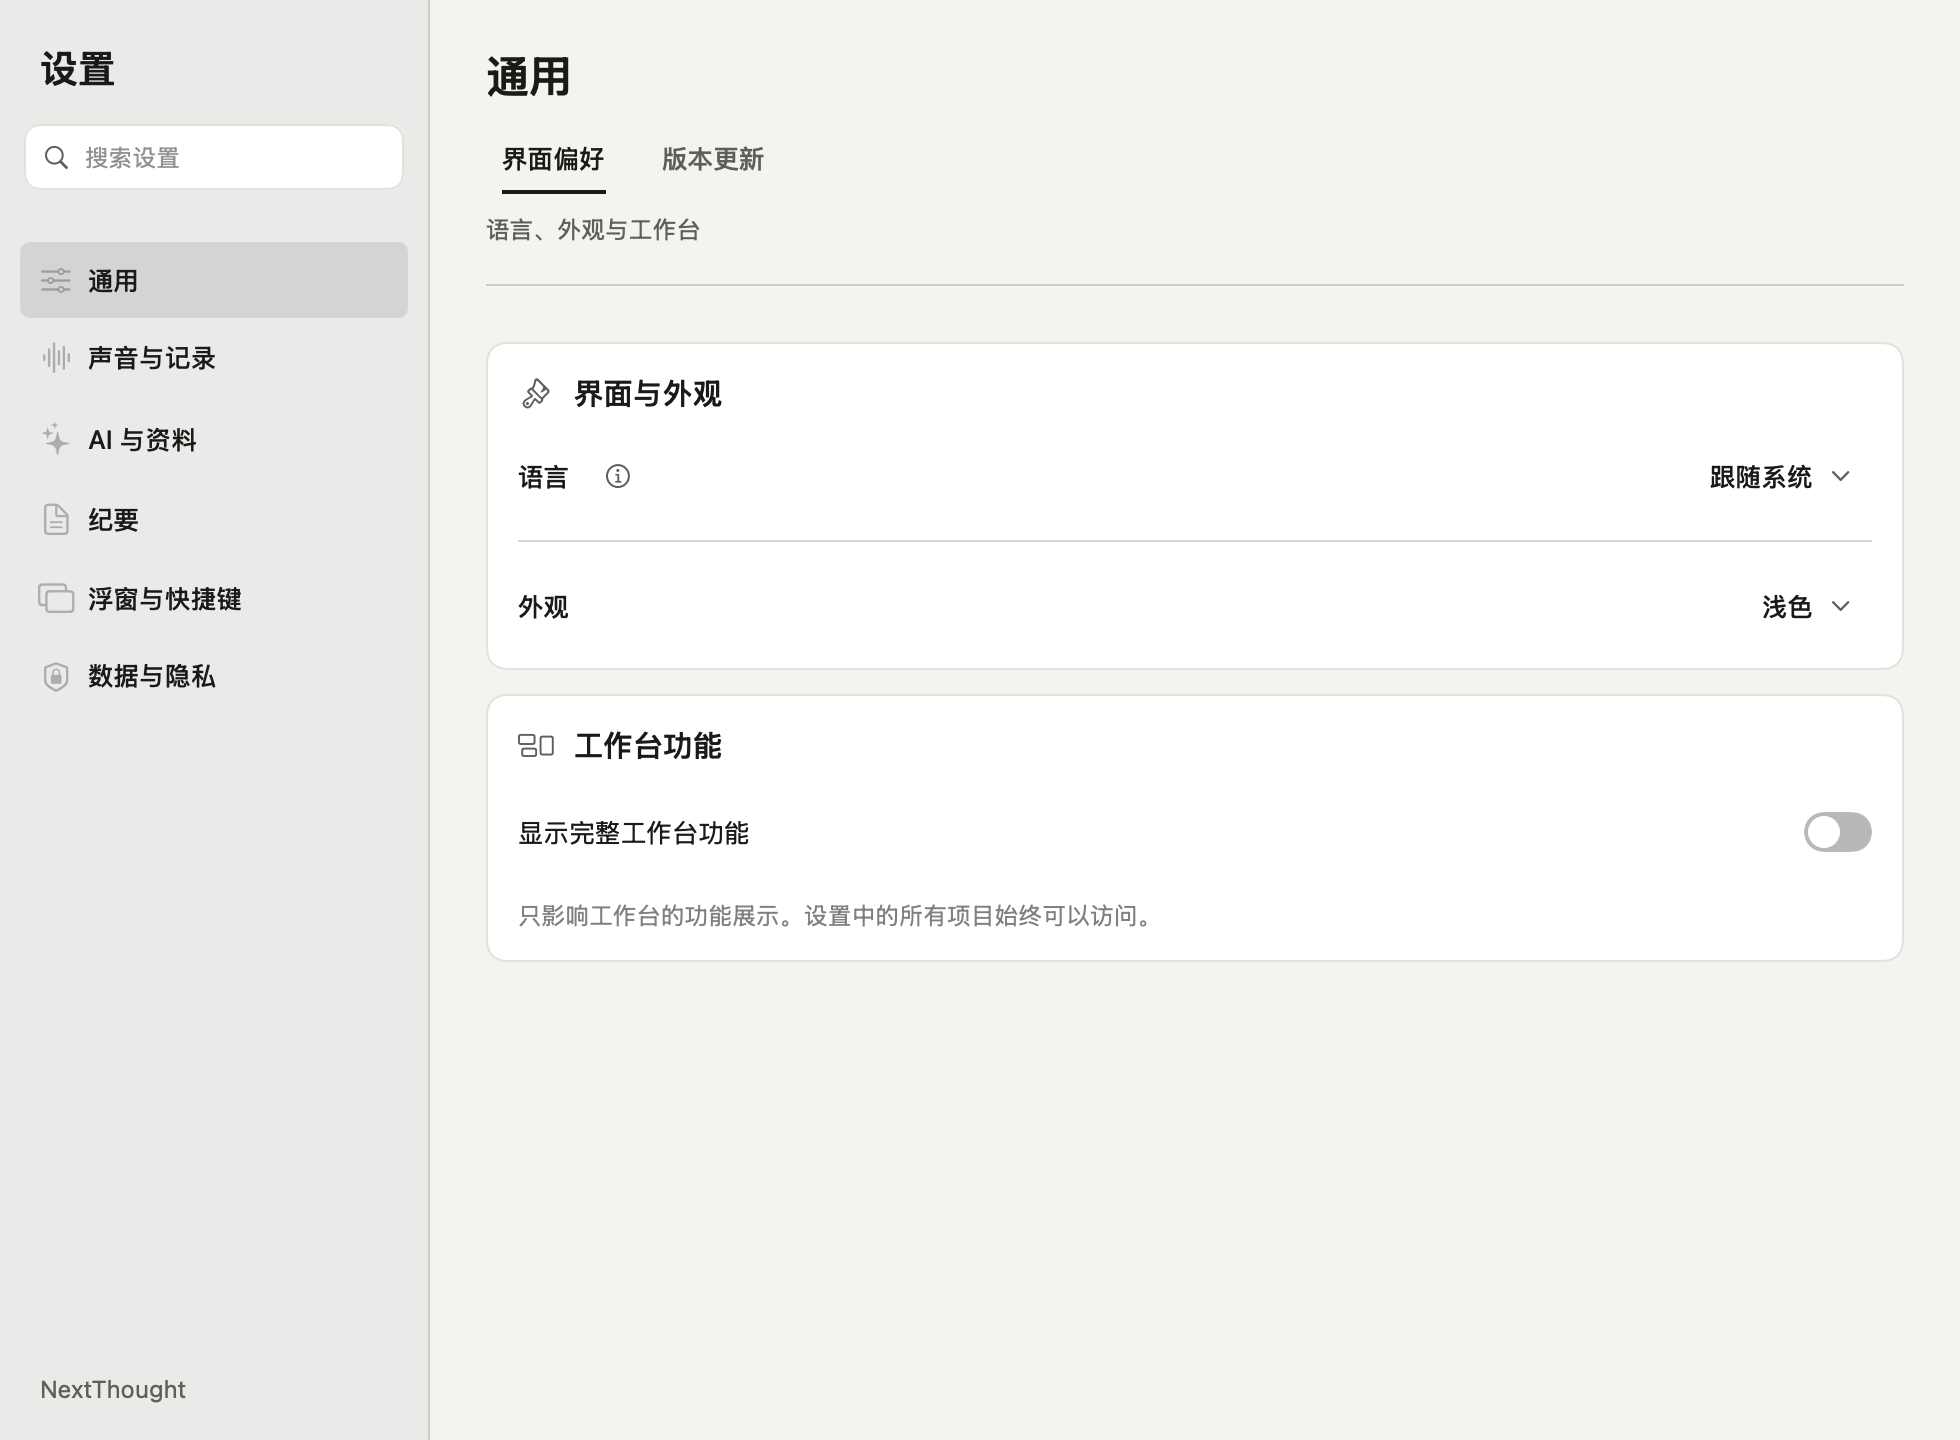 设置
搜索设置
通用
声音与记录
AI 与资料
纪要
浮窗与快捷键
数据与隐私
NextThought
通用
界面偏好
版本更新
语言、外观与工作台
界面与外观
语言
跟随系统
外观
浅色
工作台功能
显示完整工作台功能
只影响工作台的功能展示。设置中的所有项目始终可以访问。